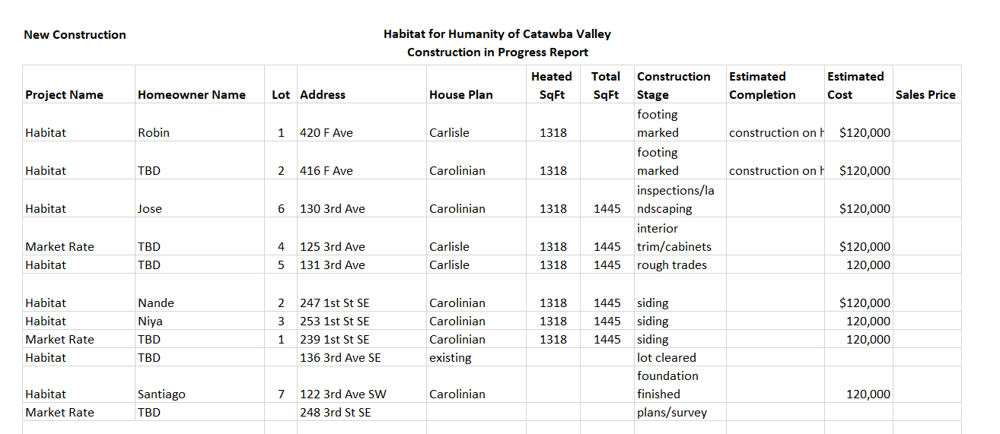 New Construction Habitat for Humanity of Catawba Valley
Construction in Progress Report
Heated Total Construction Estimated Estimated
Project Name Homeowner Name Lot Address House Plan SqFt SqFt Stage Completion Cost Sales Price
footing
Habitat Robin 1 420 F Ave Carlisle 1318 marked construction on h $120,000
footing
Habitat TBD 2 416 F Ave Carolinian 1318 marked construction on h $120,000
inspections/la
Habitat Jose 6 130 3rd Ave Carolinian 1318 1445 ndscaping $120,000
interior
Market Rate TBD 4 125 3rd Ave Carlisle 1318 1445 trim/cabinets $120,000
Habitat TBD 5 131 3rd Ave Carlisle 1318 1445 rough trades 120,000
Habitat Nande 2 247 1st St SE Carolinian 1318 1445 siding $120,000
Habitat Niya 3 253 1st St SE Carolinian 1318 1445 siding 120,000
Market Rate TBD 1 239 1st St SE Carolinian 1318 1445 siding 120,000
Habitat TBD 136 3rd Ave SE existing lot cleared
foundation
Habitat Santiago 7 122 3rd Ave SW Carolinian finished 120,000
Market Rate TBD 248 3rd St SE plans/survey